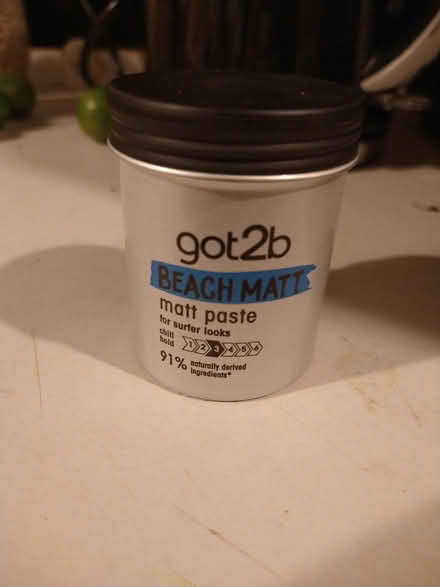 got2b
BEACH MATT
matt paste
for surfer looks
chill
hold 1 2 3 4 5 6
91% naturally derived
ingredients*